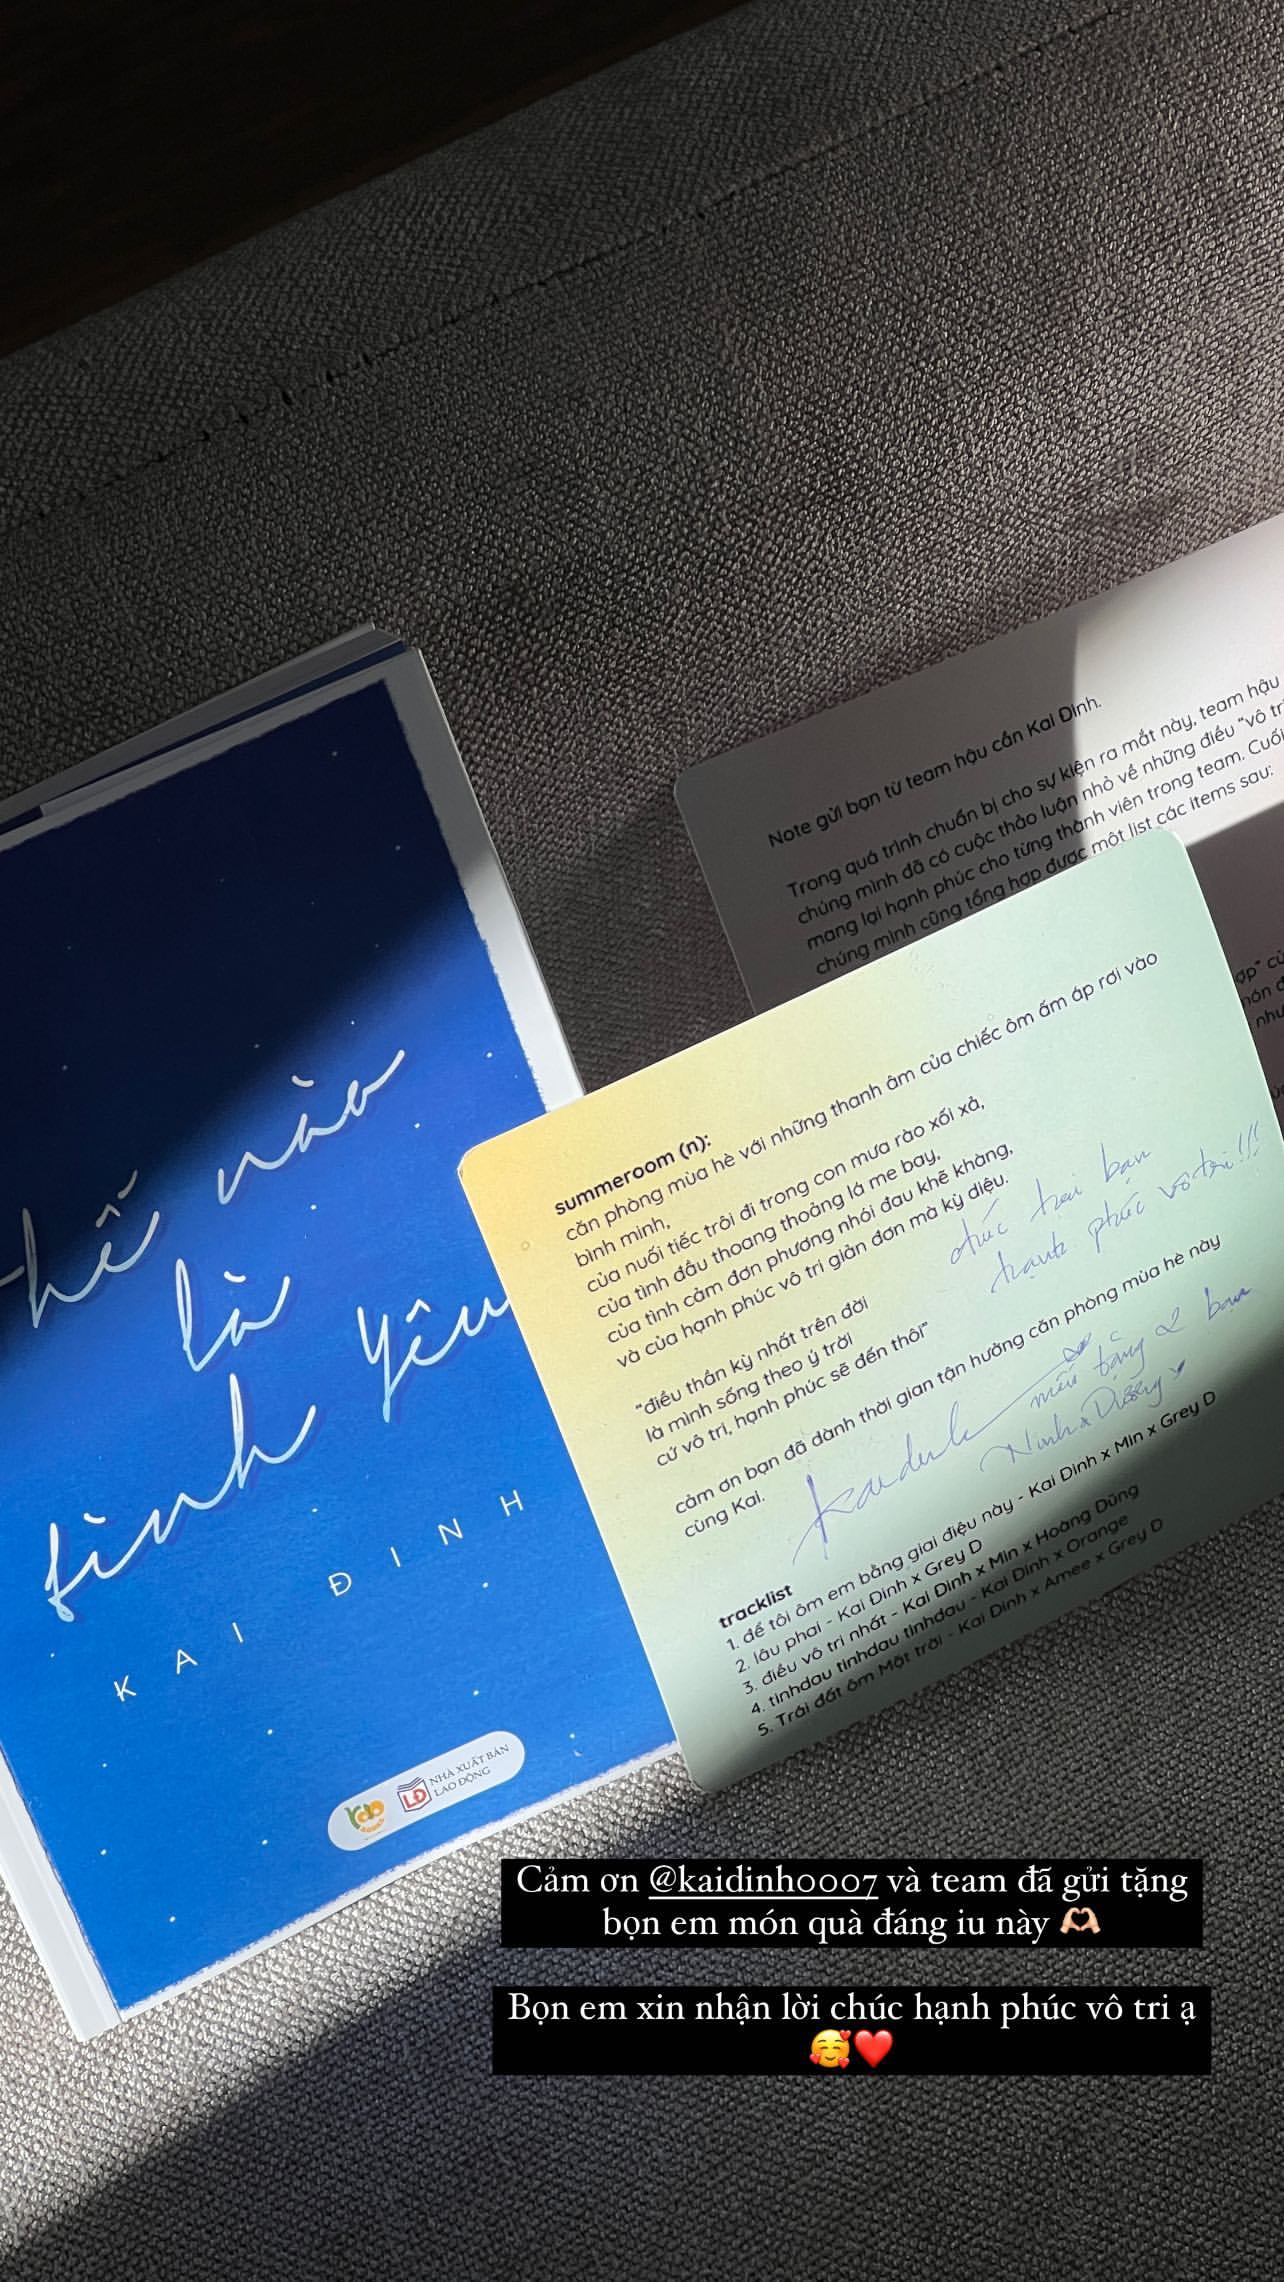 thế nào
là
tình yêu
KAI ĐINH
NHÀ XUẤT BẢN
LAO ĐỘNG
Note gửi bạn từ team hậu cần Kai Đinh.
Trong quá trình chuẩn bị cho sự kiện ra mắt này, team hậu
chúng mình đã có cuộc thảo luận nhỏ về những điều "vô tr
mang lại hạnh phúc cho từng thành viên trong team. Cuối
chúng mình cũng tổng hợp được một list các items sau:
summeroom (n):
căn phòng mùa hè với những thanh âm của chiếc ôm ấm áp rơi vào
bình minh,
của nuối tiếc trôi đi trong cơn mưa rào xối xả,
của tình đầu thoang thoảng lá me bay,
của tình cảm đơn phương nhói đau khẽ khàng,
và của hạnh phúc vô tri giản đơn mà kỳ diệu.
chúc hai bạn
hạnh phúc vô tri!!!
"điều thần kỳ nhất trên đời
là mình sống theo ý trời
cứ vô tri, hạnh phúc sẽ đến thôi"
cảm ơn bạn đã dành thời gian tận hưởng căn phòng mùa hè này
cùng Kai.
kaidinh
mến tặng 2 bạn
Ninh x Dương
tracklist
1. để tôi ôm em bằng giai điệu này - Kai Đinh x Min x Grey D
2. lâu phai - Kai Đinh x Grey D
3. điều vô tri nhất - Kai Đinh x Min x Hoàng Dũng
4. tinhdau tinhdau tinhdau - Kai Đinh x Orange
5. Trái đất ôm Mặt trời - Kai Đinh x Amee x Grey D
Cảm ơn @kaidinh0007 và team đã gửi tặng
bọn em món quà đáng iu này 🫶🏻
Bọn em xin nhận lời chúc hạnh phúc vô tri ạ
🥰❤️